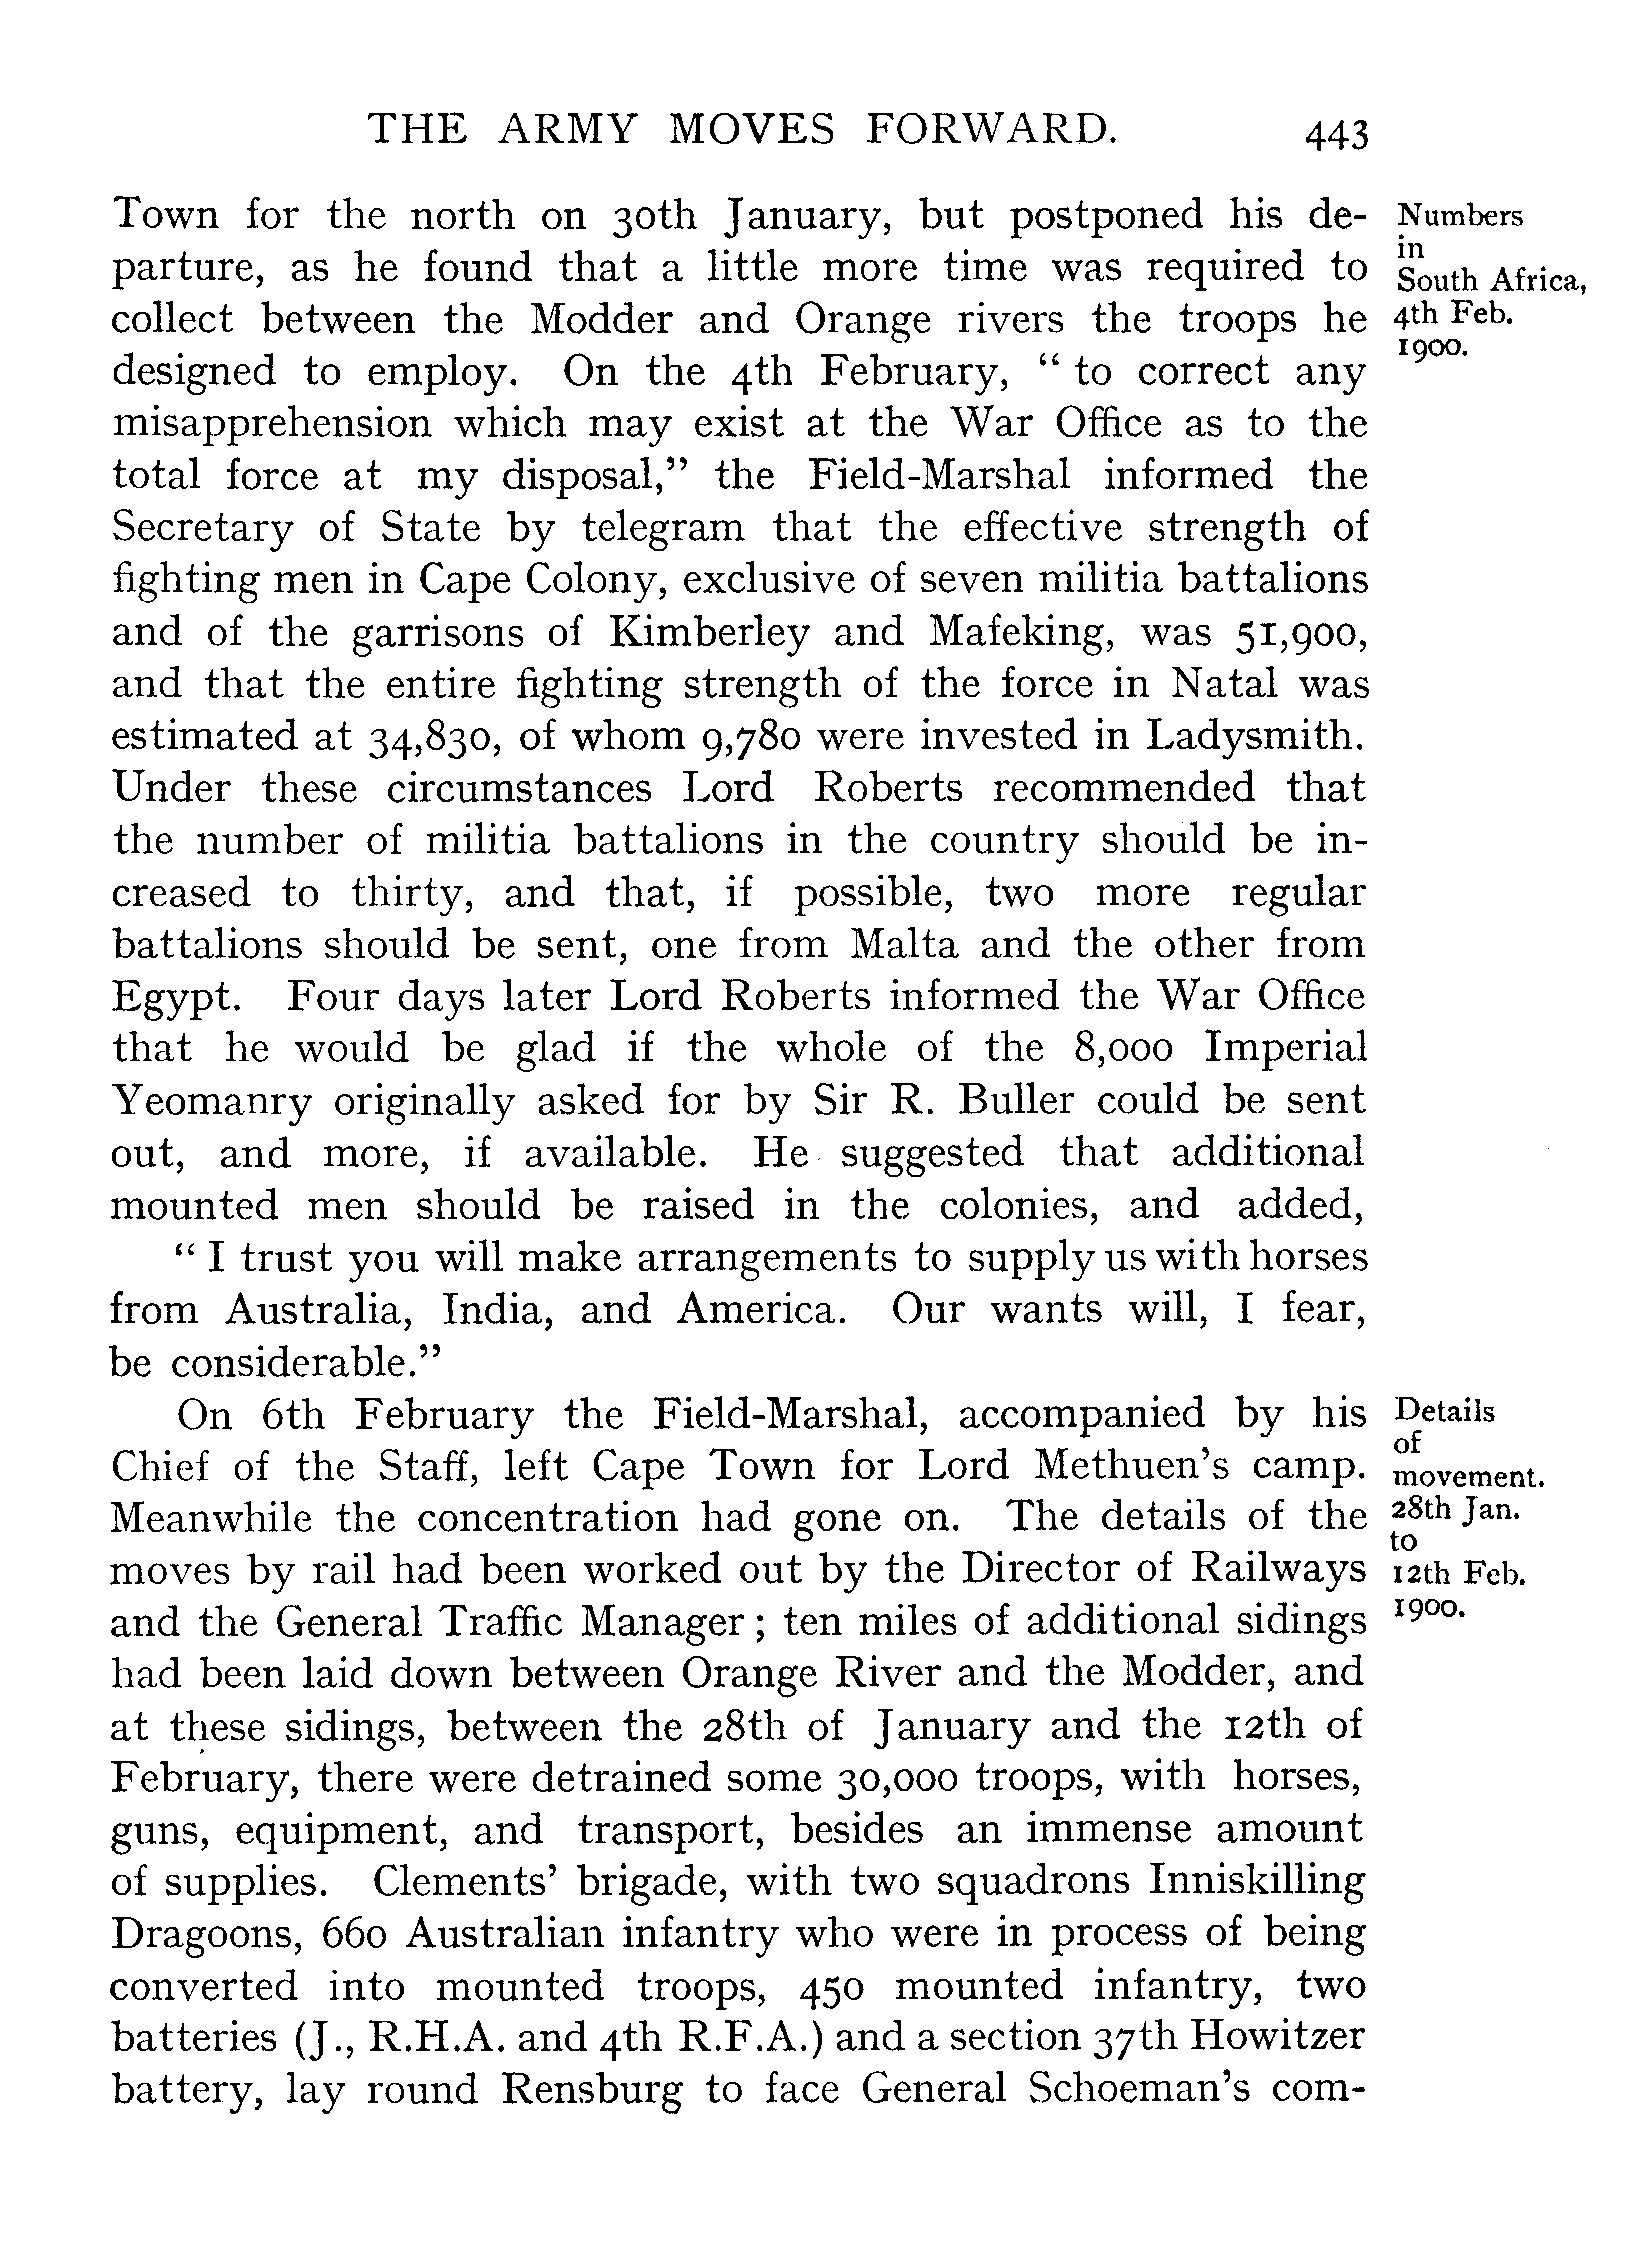 THE ARMY MOVES FORWARD. 443
Town for the north on 30th January, but postponed his de-
parture, as he found that a little more time was required to
collect between the Modder and Orange rivers the troops he
designed to employ. On the 4th February, “ to correct any
misapprehension which may exist at the War Office as to the
total force at my disposal,” the Field-Marshal informed the
Secretary of State by telegram that the effective strength of
fighting men in Cape Colony, exclusive of seven militia battalions
and of the garrisons of Kimberley and Mafeking, was 51,900,
and that the entire fighting strength of the force in Natal was
estimated at 34,830, of whom 9,780 were invested in Ladysmith.
Under these circumstances Lord Roberts recommended that
the number of militia battalions in the country should be in-
creased to thirty, and that, if possible, two more regular
battalions should be sent, one from Malta and the other from
Egypt. Four days later Lord Roberts informed the War Office
that he would be glad if the whole of the 8,000 Imperial
Yeomanry originally asked for by Sir R. Buller could be sent
out, and more, if available. He suggested that additional
mounted men should be raised in the colonies, and added,
“ I trust you will make arrangements to supply us with horses
from Australia, India, and America. Our wants will, I fear,
be considerable.”
On 6th February the Field-Marshal, accompanied by his
Chief of the Staff, left Cape Town for Lord Methuen’s camp.
Meanwhile the concentration had gone on. The details of the
moves by rail had been worked out by the Director of Railways
and the General Traffic Manager ; ten miles of additional sidings
had been laid down between Orange River and the Modder, and
at these sidings, between the 28th of January and the 12th of
February, there were detrained some 30,000 troops, with horses,
guns, equipment, and transport, besides an immense amount
of supplies. Clements’ brigade, with two squadrons Inniskilling
Dragoons, 660 Australian infantry who were in process of being
converted into mounted troops, 450 mounted infantry, two
batteries (J., R.H.A. and 4th R.F.A.) and a section 37th Howitzer
battery, lay round Rensburg to face General Schoeman’s com-
Numbers
in
South Africa,
4th Feb.
1900.
Details
of
movement.
28th Jan.
to
12th Feb.
1900.